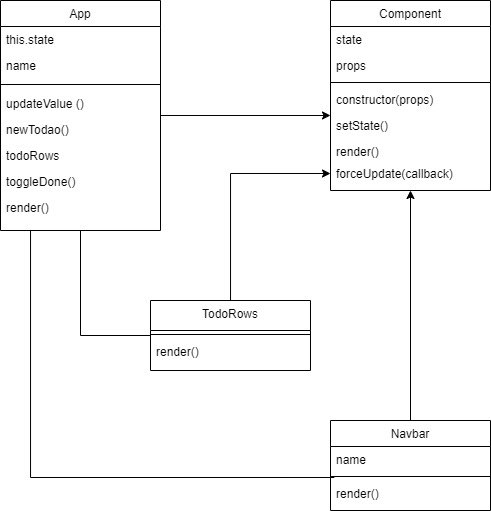 App
this.state
name
updateValue ()
newTodao()
todoRows
toggleDone()
render()
Component
state
props
constructor(props)
setState()
render()
forceUpdate(callback)
TodoRows
render()
Navbar
name
render()